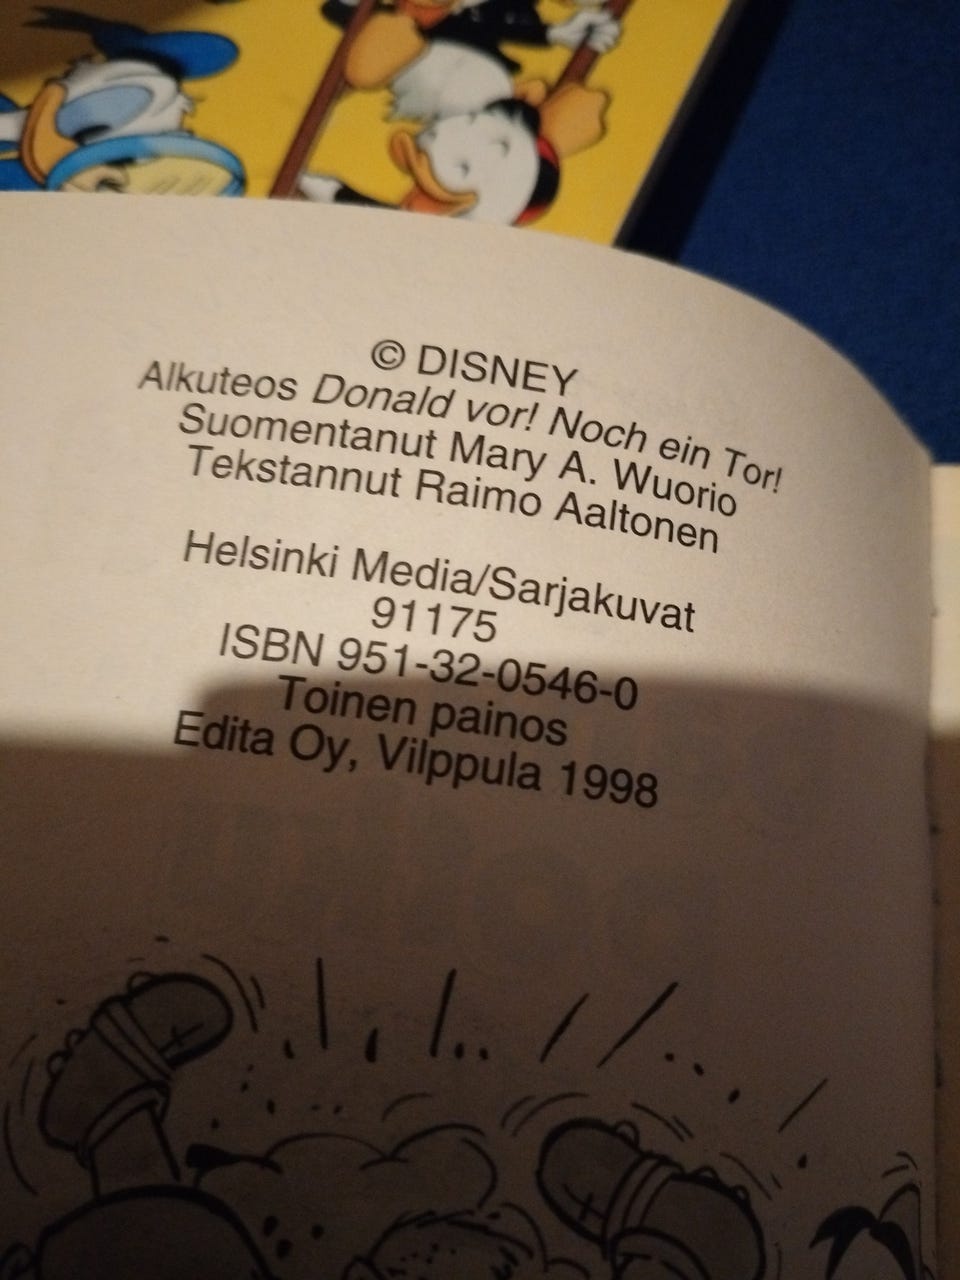 © DISNEY
Alkuteos Donald vor! Noch ein Tor!
Suomentanut Mary A. Wuorio
Tekstannut Raimo Aaltonen
Helsinki Media/Sarjakuvat
91175
ISBN 951-32-0546-0
Toinen painos
Edita Oy, Vilppula 1998